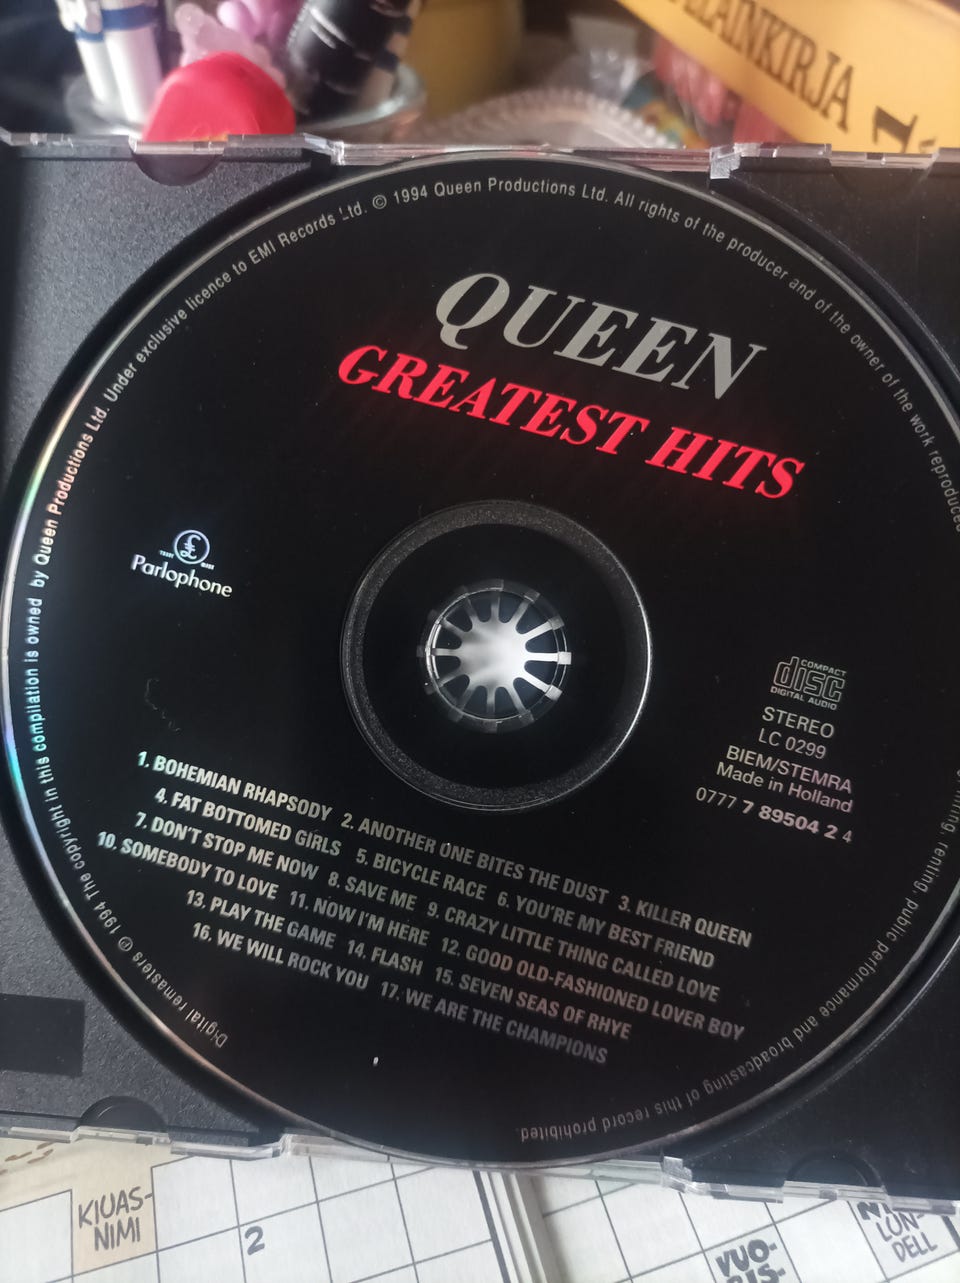 ELAINKIRJA
1
Digital remasters ℗ 1994 The copyright in this compilation is owned by Queen Productions Ltd. Under exclusive licence to EMI Records Ltd. © 1994 Queen Productions Ltd. All rights of the producer and of the owner of the work reproduced
renting, public performance and broadcasting of this record prohibited.
QUEEN
GREATEST HITS
£
TRADE MARK
Parlophone
COMPACT
disc
DIGITAL AUDIO
STEREO
LC 0299
BIEM/STEMRA
Made in Holland
0777 7 89504 2 4
1. BOHEMIAN RHAPSODY 2. ANOTHER ONE BITES THE DUST 3. KILLER QUEEN
4. FAT BOTTOMED GIRLS 5. BICYCLE RACE 6. YOU'RE MY BEST FRIEND
7. DON'T STOP ME NOW 8. SAVE ME 9. CRAZY LITTLE THING CALLED LOVE
10. SOMEBODY TO LOVE 11. NOW I'M HERE 12. GOOD OLD-FASHIONED LOVER BOY
13. PLAY THE GAME 14. FLASH 15. SEVEN SEAS OF RHYE
16. WE WILL ROCK YOU 17. WE ARE THE CHAMPIONS
KIUAS-
NIMI
2
VUO-
LUN-
DELL